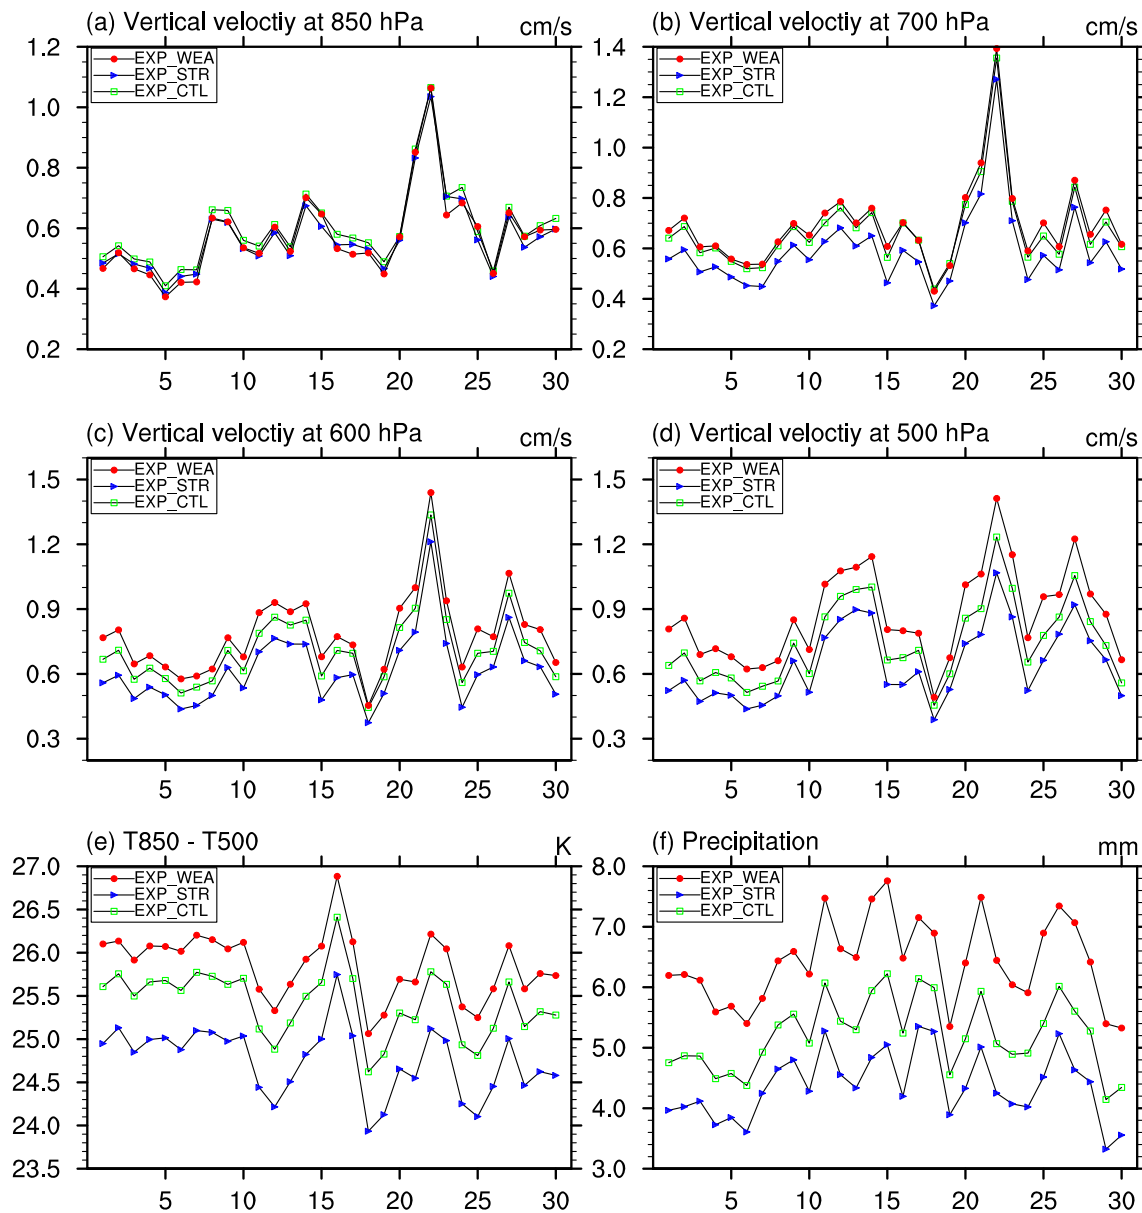 (a) Vertical veloctiy at 850 hPa cm/s
EXP_WEA
EXP_STR
EXP_CTL
1.2
1.0
0.8
0.6
0.4
0.2
5 10 15 20 25 30
(b) Vertical veloctiy at 700 hPa cm/s
EXP_WEA
EXP_STR
EXP_CTL
1.4
1.2
1.0
0.8
0.6
0.4
0.2
5 10 15 20 25 30
(c) Vertical veloctiy at 600 hPa cm/s
EXP_WEA
EXP_STR
EXP_CTL
1.5
1.2
0.9
0.6
0.3
5 10 15 20 25 30
(d) Vertical veloctiy at 500 hPa cm/s
EXP_WEA
EXP_STR
EXP_CTL
1.5
1.2
0.9
0.6
0.3
5 10 15 20 25 30
(e) T850 - T500 K
EXP_WEA
EXP_STR
EXP_CTL
27.0
26.5
26.0
25.5
25.0
24.5
24.0
23.5
5 10 15 20 25 30
(f) Precipitation mm
EXP_WEA
EXP_STR
EXP_CTL
8.0
7.0
6.0
5.0
4.0
3.0
5 10 15 20 25 30